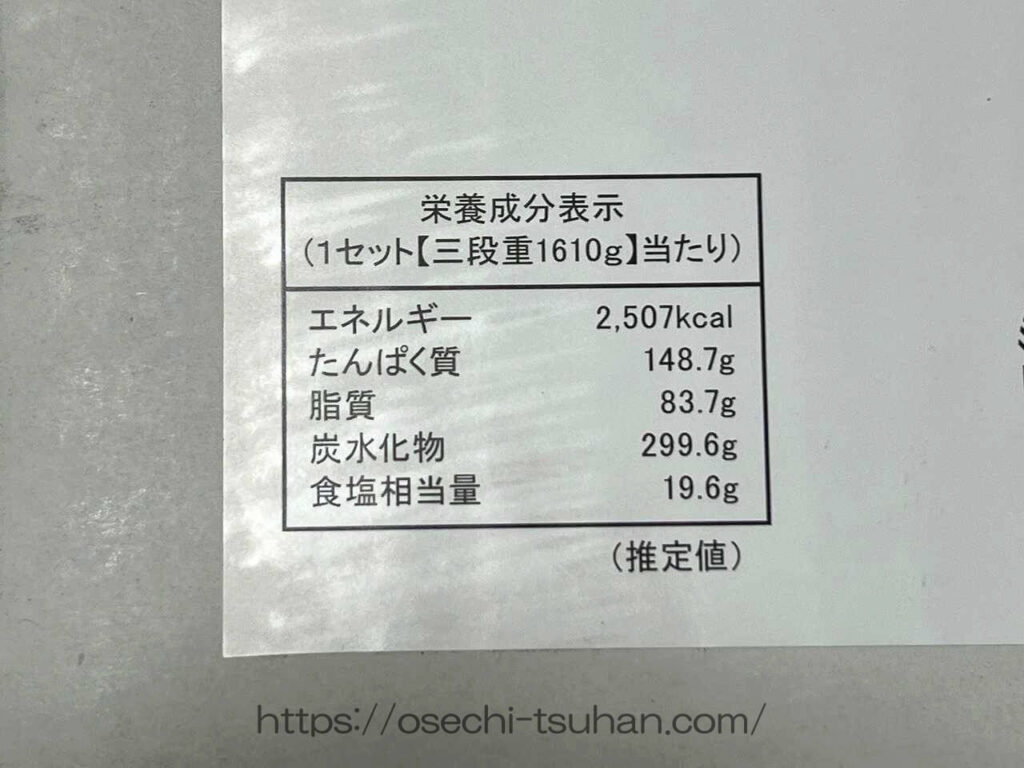 栄養成分表示
(1セット【三段重1610g】当たり)
エネルギー 2,507kcal
たんぱく質 148.7g
脂質 83.7g
炭水化物 299.6g
食塩相当量 19.6g
(推定値)
https://osechi-tsuhan.com/